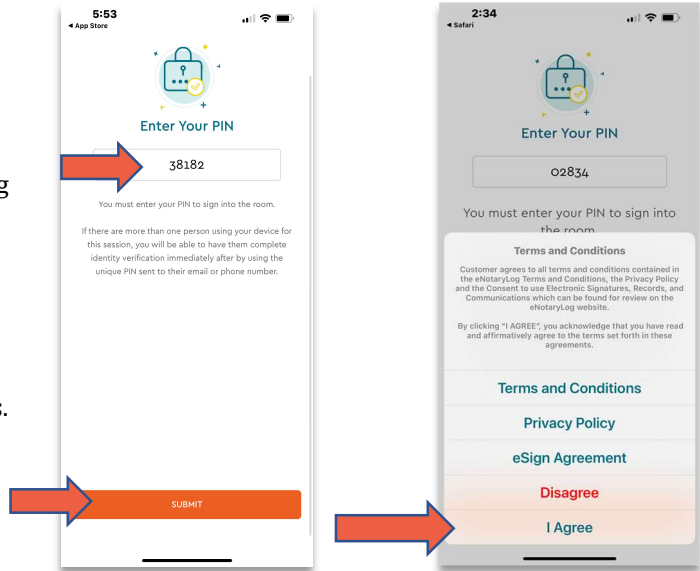 g
s.
5:53
◄ App Store
Enter Your PIN
38182
You must enter your PIN to sign into the room.
If there are more than one person using your device for
this session, you will be able to have them complete
identity verification immediately after by using the
unique PIN sent to their email or phone number.
SUBMIT
2:34
◄ Safari
Enter Your PIN
02834
You must enter your PIN to sign into
the room
Terms and Conditions
Customer agrees to all terms and conditions contained in
the eNotaryLog Terms and Conditions, the Privacy Policy
and the Consent to use Electronic Signatures, Records, and
Communications which can be found for review on the
eNotaryLog website.
By clicking "I AGREE", you acknowledge that you have read
and affirmatively agree to the terms set forth in these
agreements.
Terms and Conditions
Privacy Policy
eSign Agreement
Disagree
I Agree